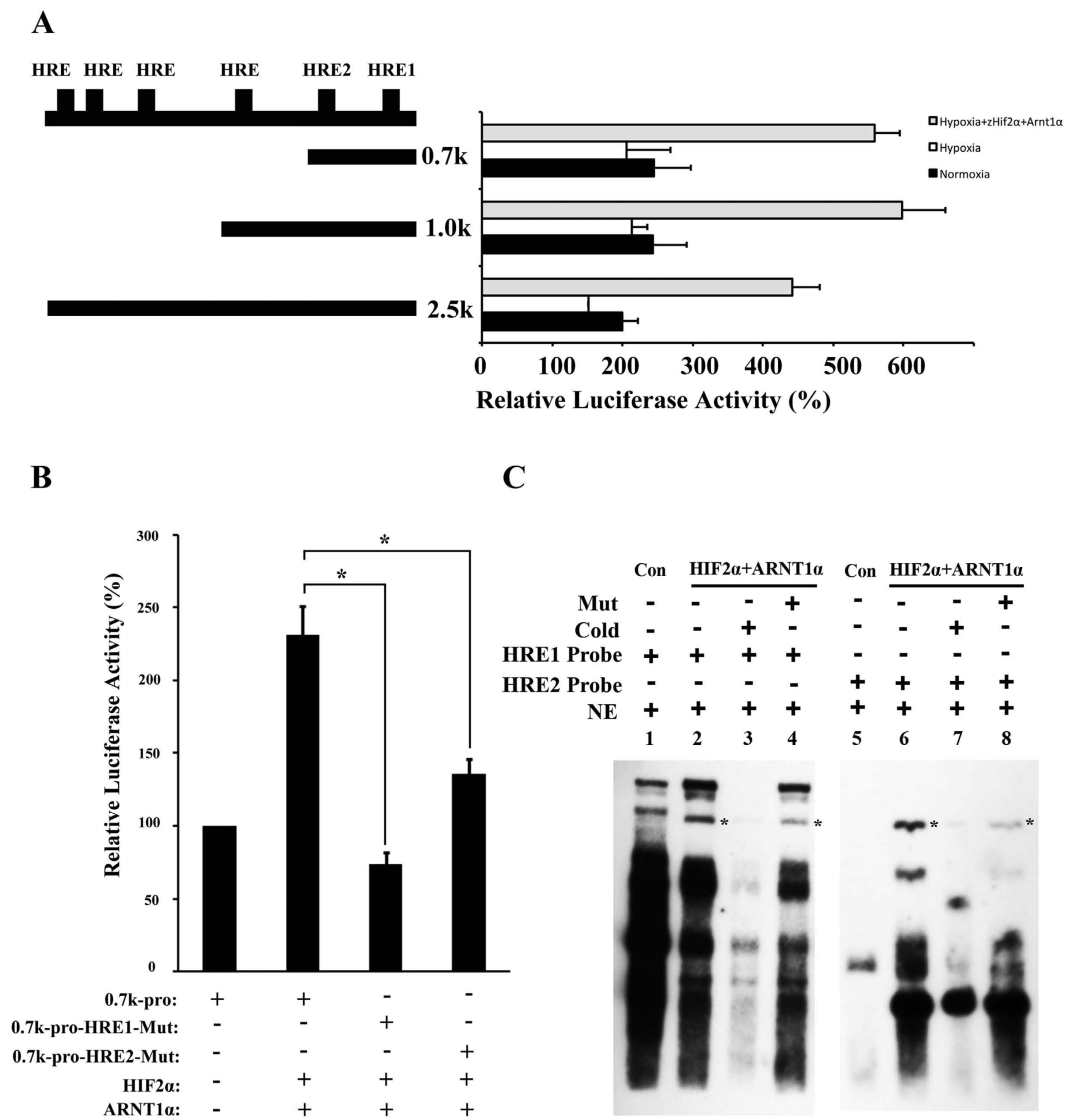 A
HRE HRE HRE HRE HRE2 HRE1
Hypoxia+zHif2α+Arnt1α
Hypoxia
Normoxia
0.7k
1.0k
2.5k
0 100 200 300 400 500 600
Relative Luciferase Activity (%)
B
Relative Luciferase Activity (%)
300
250
200
150
100
50
0
* *
0.7k-pro: + + - -
0.7k-pro-HRE1-Mut: - - + -
0.7k-pro-HRE2-Mut: - - - +
HIF2α: - + + +
ARNT1α: - + + +
C
Con HIF2α+ARNT1α Con HIF2α+ARNT1α
Mut - - - + - - - +
Cold - - + - - - + -
HRE1 Probe + + + + - - - -
HRE2 Probe - - - - + + + +
NE + + + + + + + +
1 2 3 4 5 6 7 8
* * * *